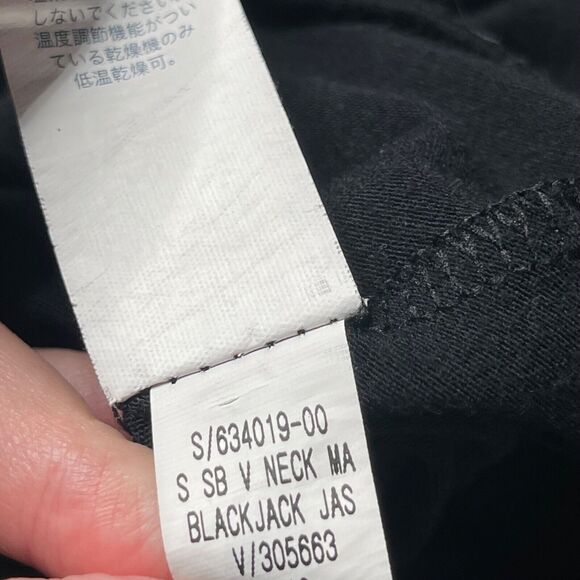 しないでください
温度調節機能がつい
ている乾燥機のみ
低温乾燥可。
S/634019-00
S SB V NECK MA
BLACKJACK JAS
V/305663